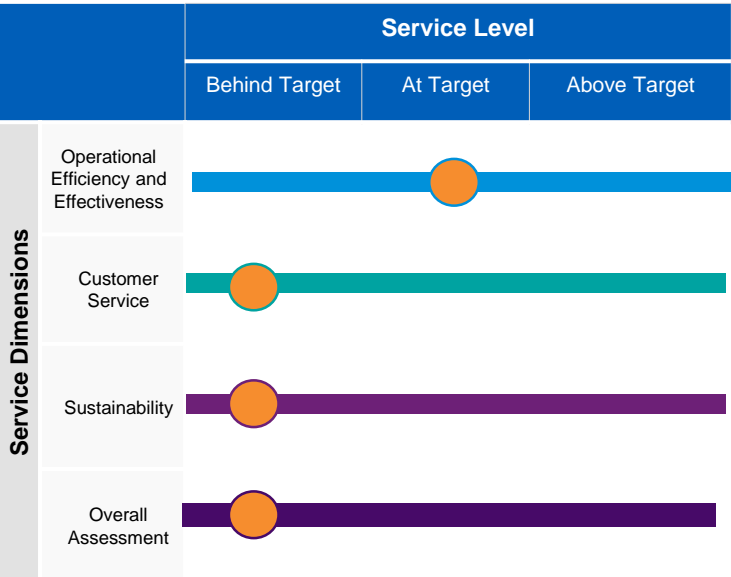 Service Level
Behind Target
At Target
Above Target
Service Dimensions
Operational
Efficiency and
Effectiveness
Customer
Service
Sustainability
Overall
Assessment